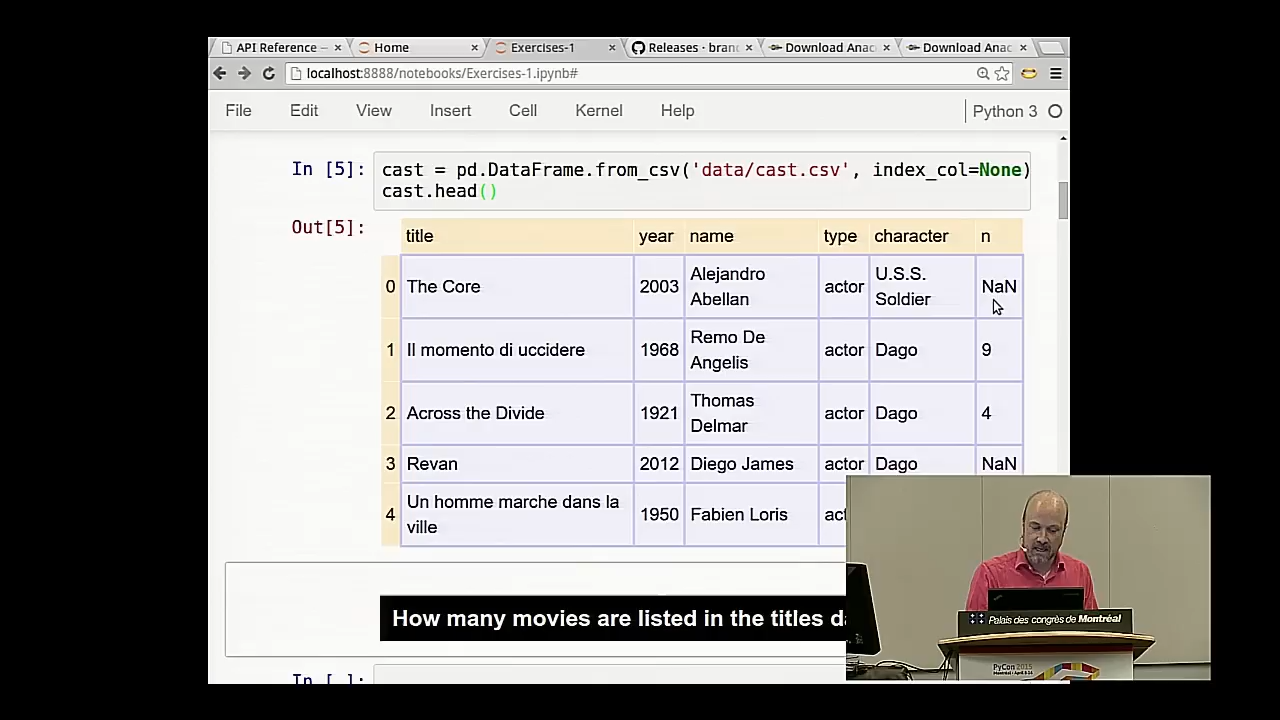 API Reference –
Home
Exercises-1
Releases · bran
Download Anac
Download Anac
localhost:8888/notebooks/Exercises-1.ipynb#
File Edit View Insert Cell Kernel Help Python 3
In [5]: cast = pd.DataFrame.from_csv('data/cast.csv', index_col=None)
cast.head()
Out[5]:
title year name type character n
0 The Core 2003 Alejandro Abellan actor U.S.S. Soldier NaN
1 Il momento di uccidere 1968 Remo De Angelis actor Dago 9
2 Across the Divide 1921 Thomas Delmar actor Dago 4
3 Revan 2012 Diego James actor Dago NaN
4 Un homme marche dans la ville 1950 Fabien Loris act
How many movies are listed in the titles da
In [ ]:
Palais des congrès de Montréal
PyCon 2015